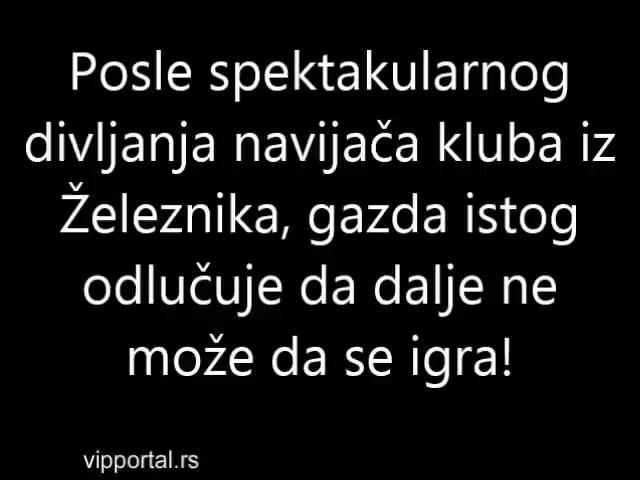 Posle spektakularnog
divljanja navijača kluba iz
Železnika, gazda istog
odlučuje da dalje ne
može da se igra!
vipportal.rs